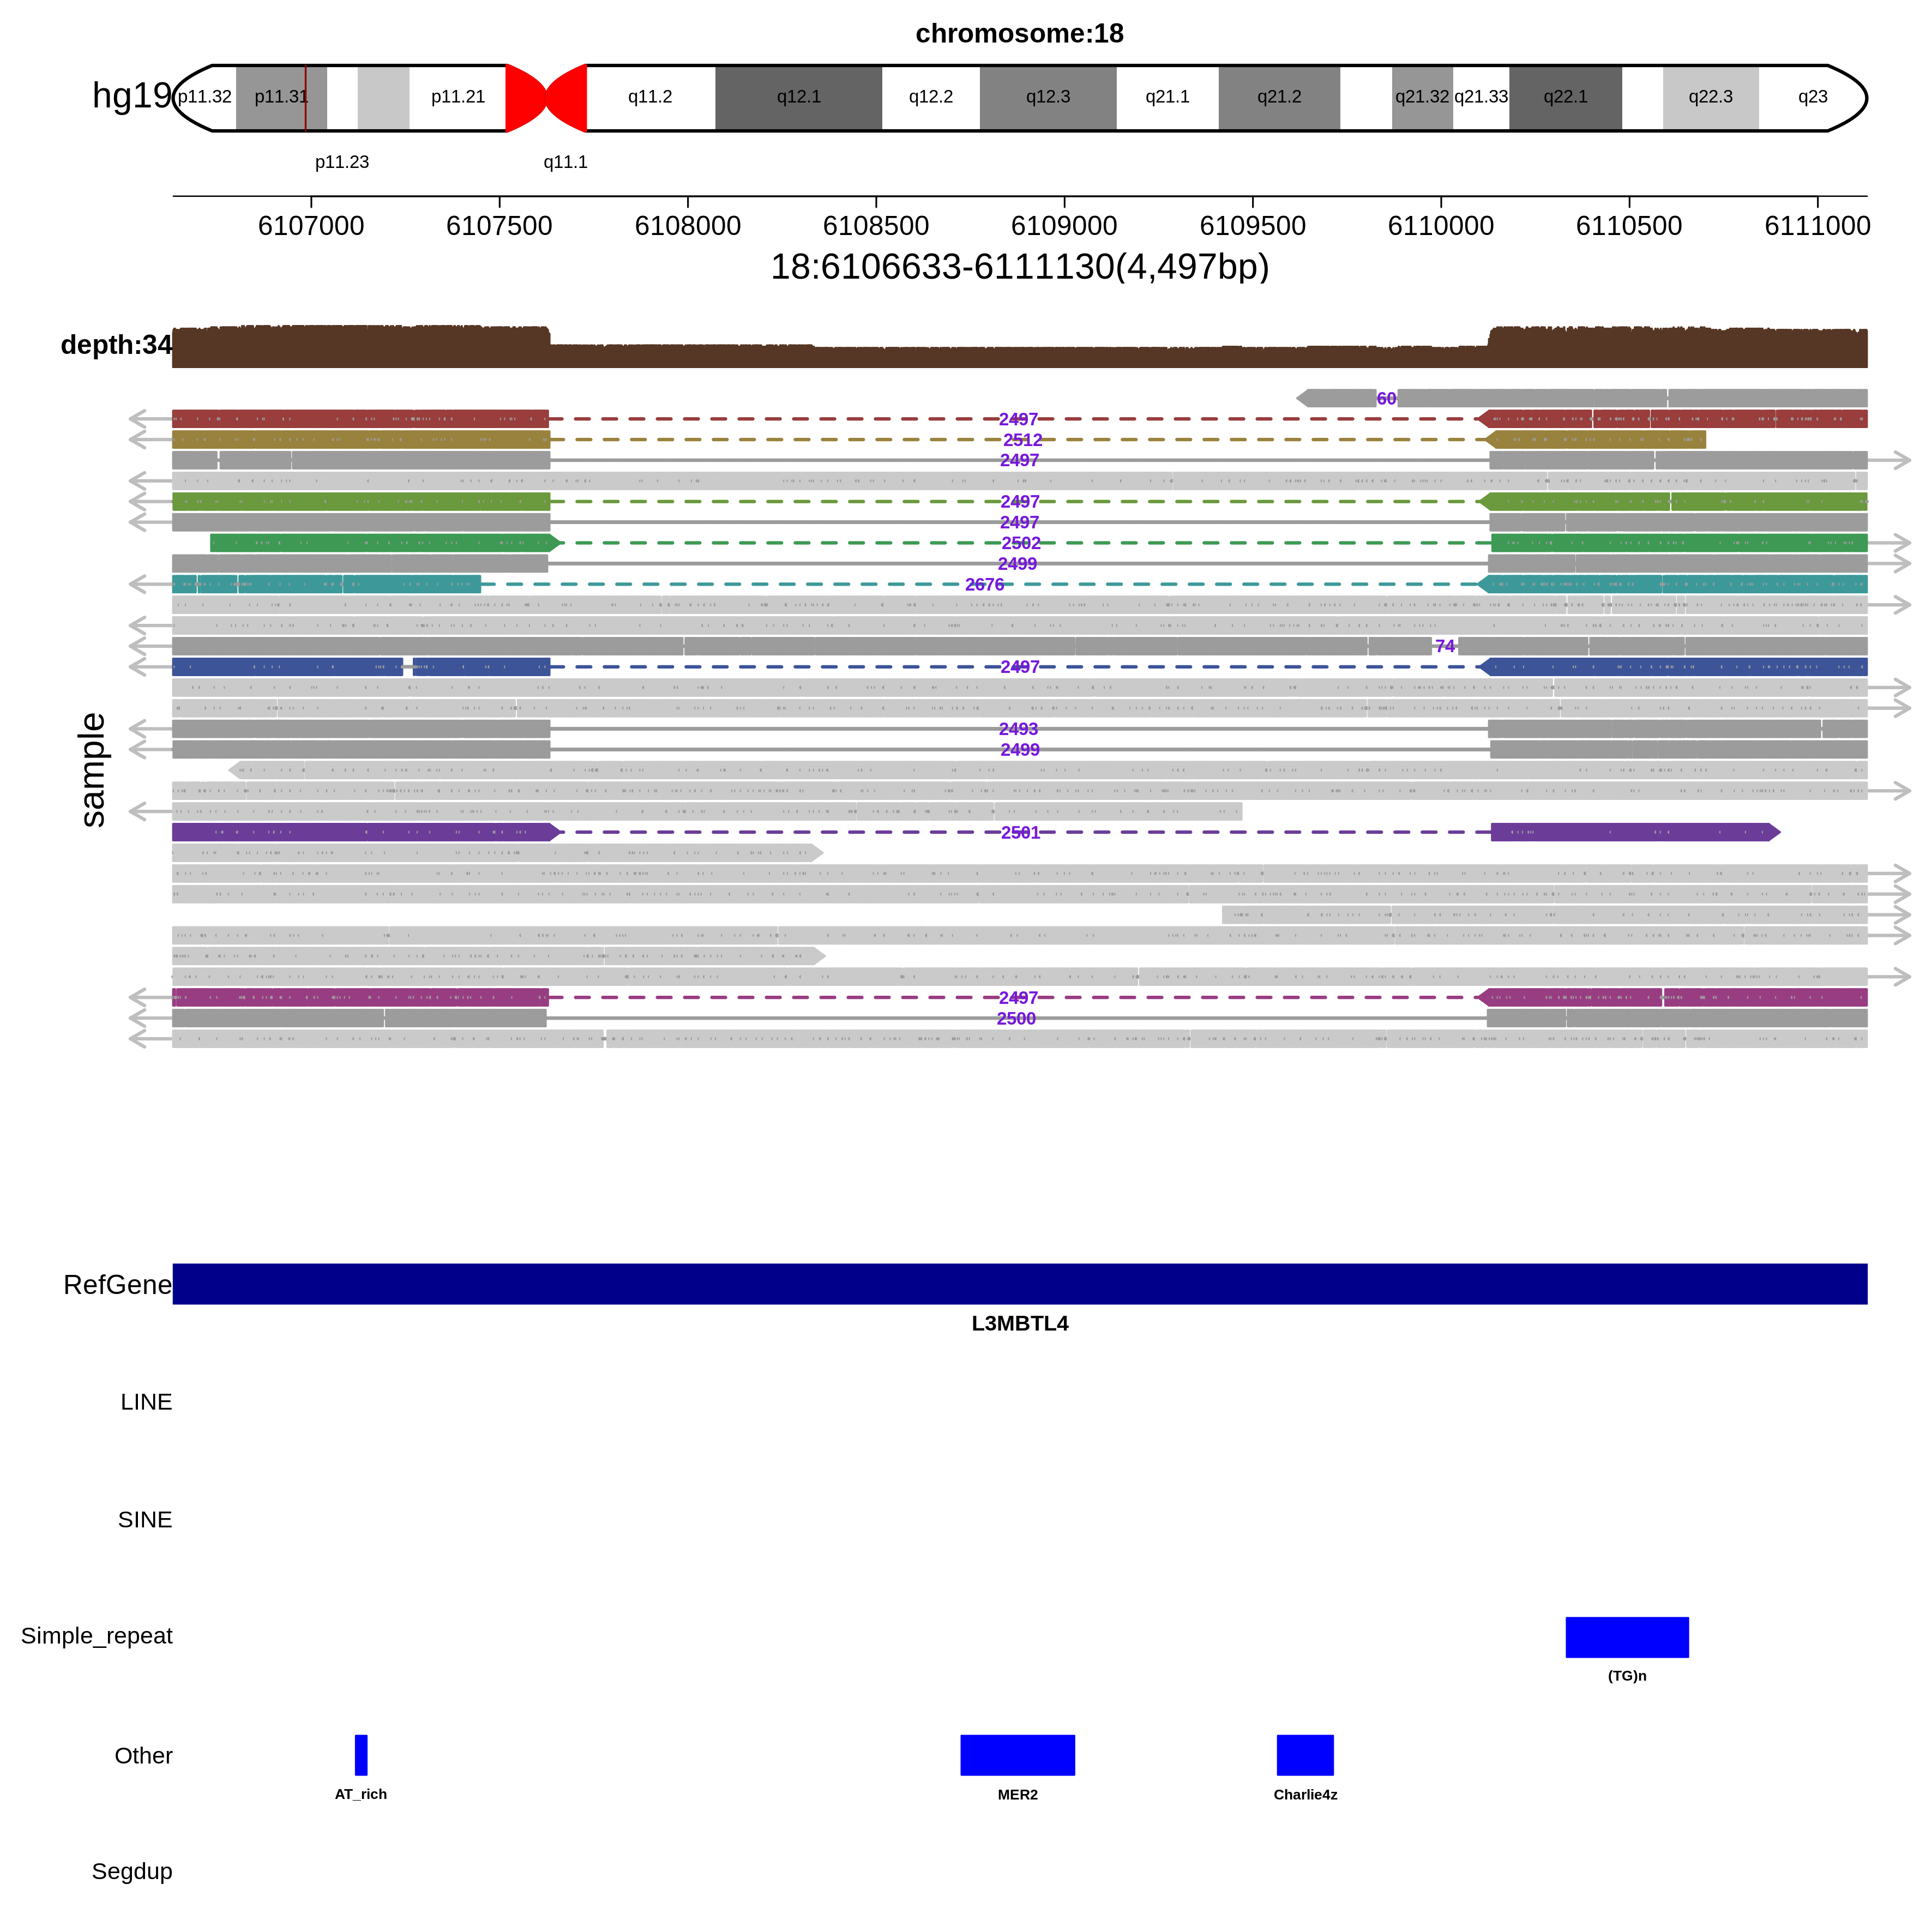 chromosome:18
hg19
p11.32 p11.31 p11.21 q11.2 q12.1 q12.2 q12.3 q21.1 q21.2 q21.32 q21.33 q22.1 q22.3 q23
p11.23 q11.1
6107000 6107500 6108000 6108500 6109000 6109500 6110000 6110500 6111000
18:6106633-6111130(4,497bp)
depth:34
60
2497
2512
2497
2497
2497
2502
2499
2676
74
2497
2493
2499
sample
2501
2497
2500
RefGene
L3MBTL4
LINE
SINE
Simple_repeat
(TG)n
Other
AT_rich MER2 Charlie4z
Segdup